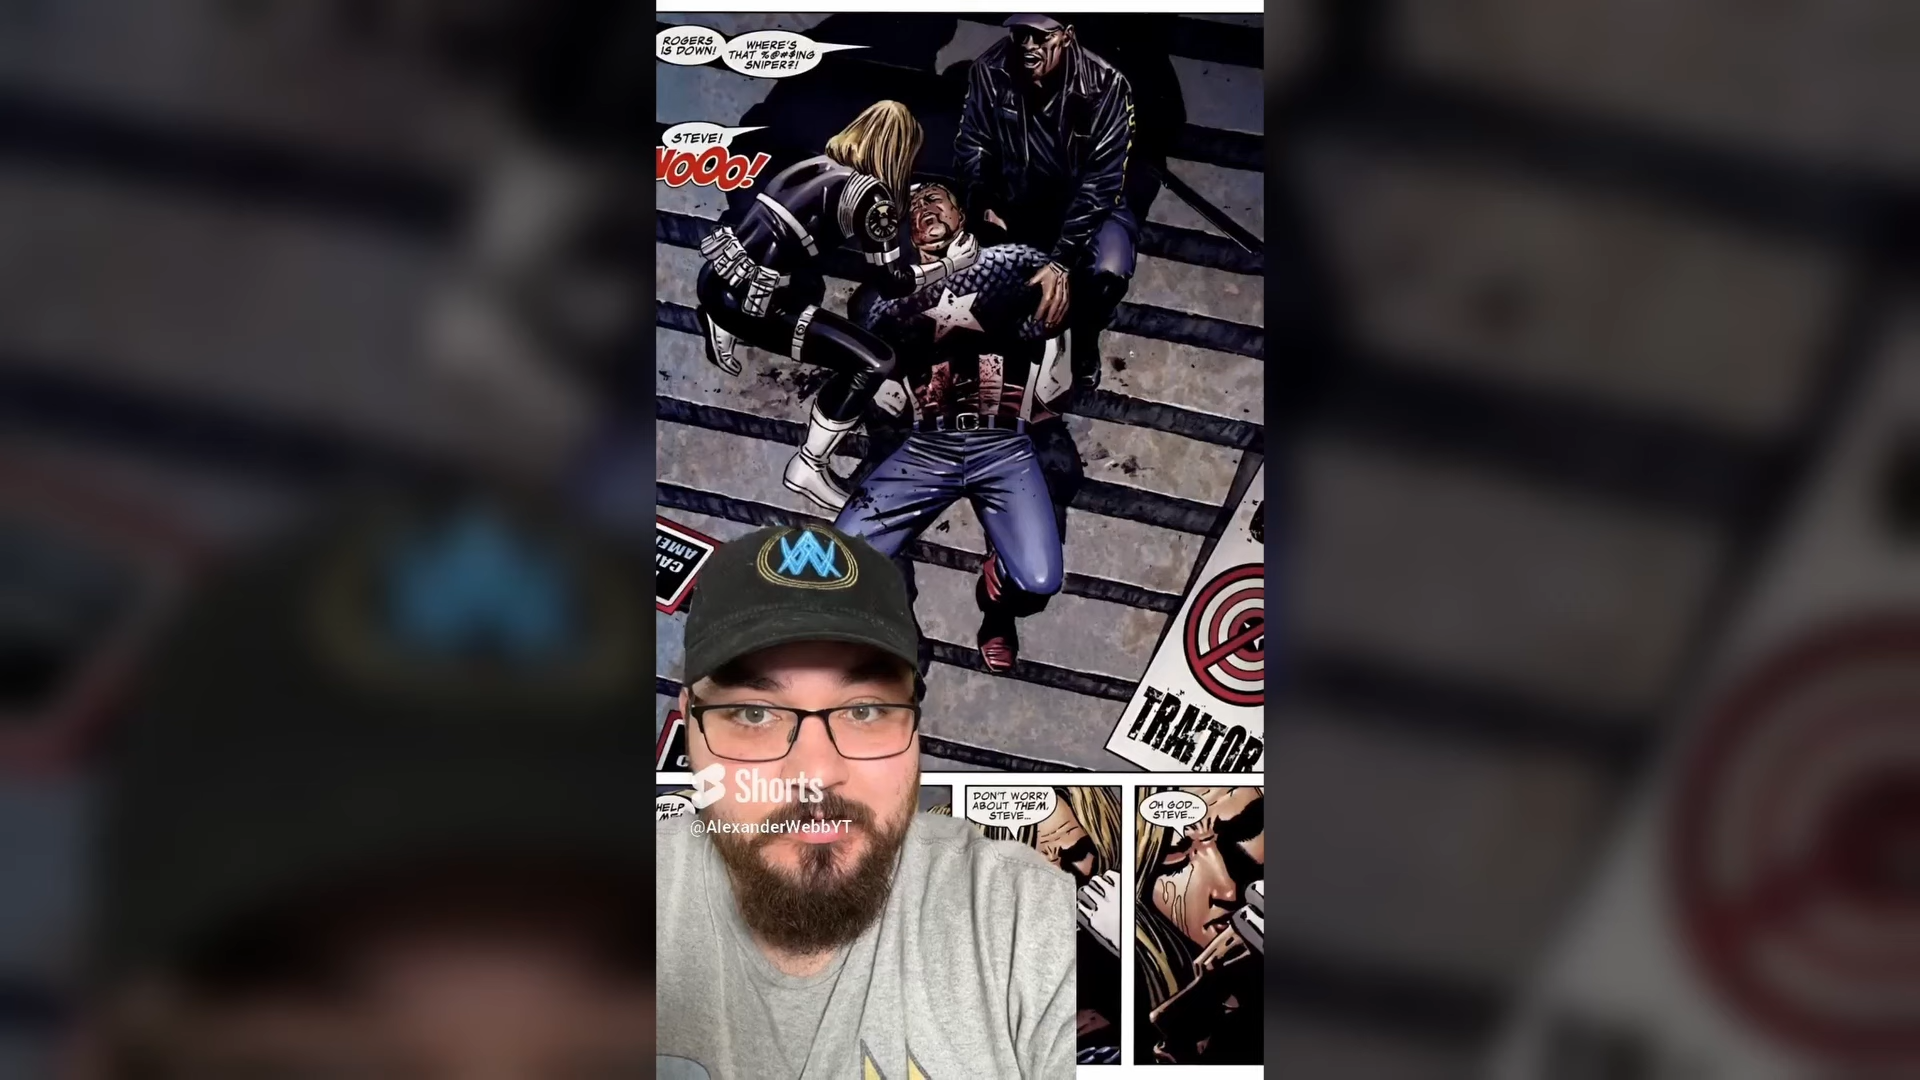 ROGERS
IS DOWN!
WHERE'S
THAT %@#$ING
SNIPER?!
STEVE!
NOOO!
TRAITOR
Shorts
@AlexanderWebbYT
HELP
ME!
DON'T WORRY
ABOUT THEM,
STEVE...
OH GOD...
STEVE...